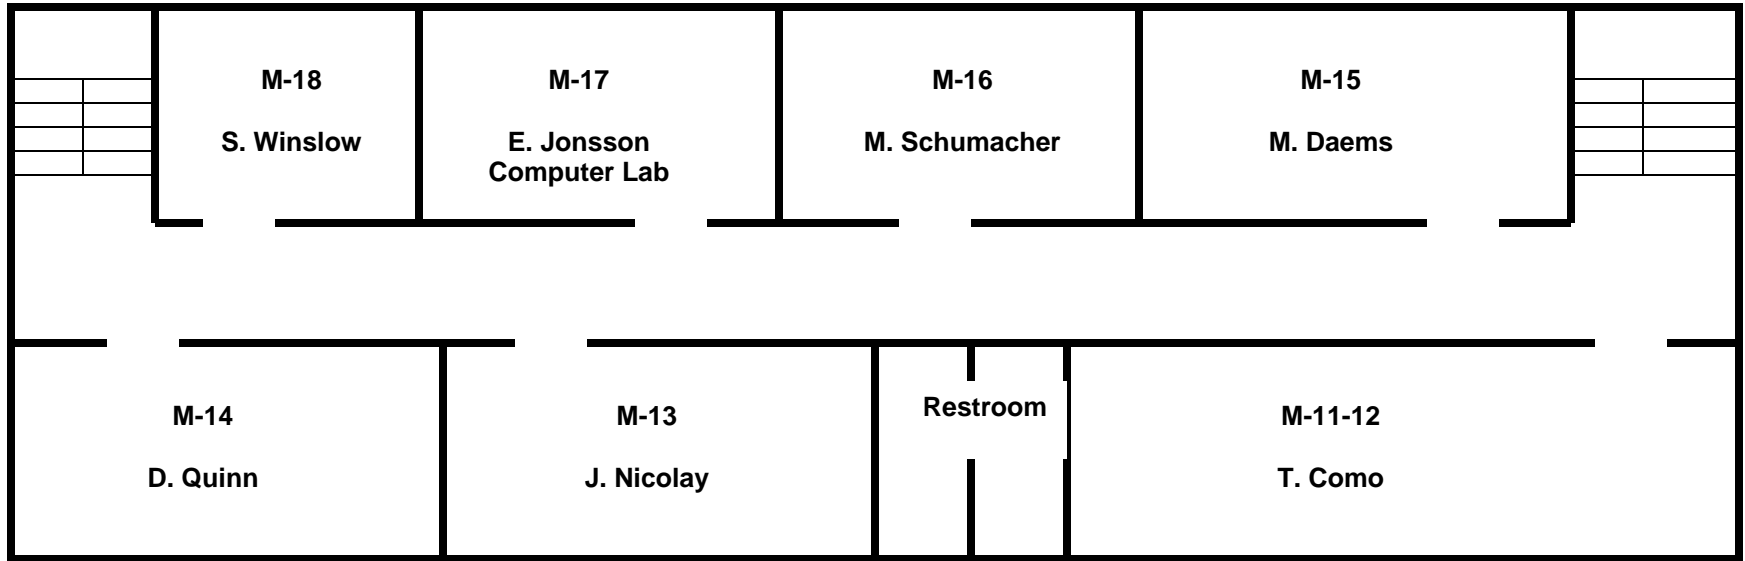 M-18
S. Winslow
M-17
E. Jonsson
Computer Lab
M-16
M. Schumacher
M-15
M. Daems
M-14
D. Quinn
M-13
J. Nicolay
Restroom
M-11-12
T. Como